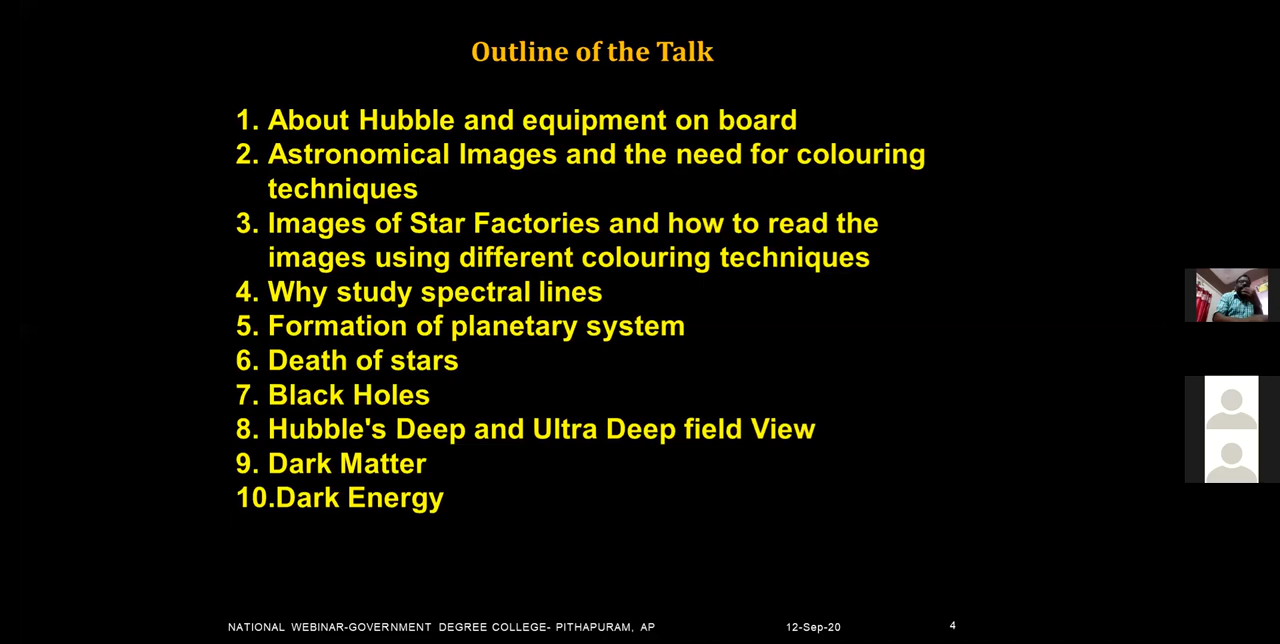 Outline of the Talk
1. About Hubble and equipment on board
2. Astronomical Images and the need for colouring
techniques
3. Images of Star Factories and how to read the
images using different colouring techniques
4. Why study spectral lines
5. Formation of planetary system
6. Death of stars
7. Black Holes
8. Hubble's Deep and Ultra Deep field View
9. Dark Matter
10.Dark Energy
NATIONAL WEBINAR-GOVERNMENT DEGREE COLLEGE- PITHAPURAM, AP 12-Sep-20 4